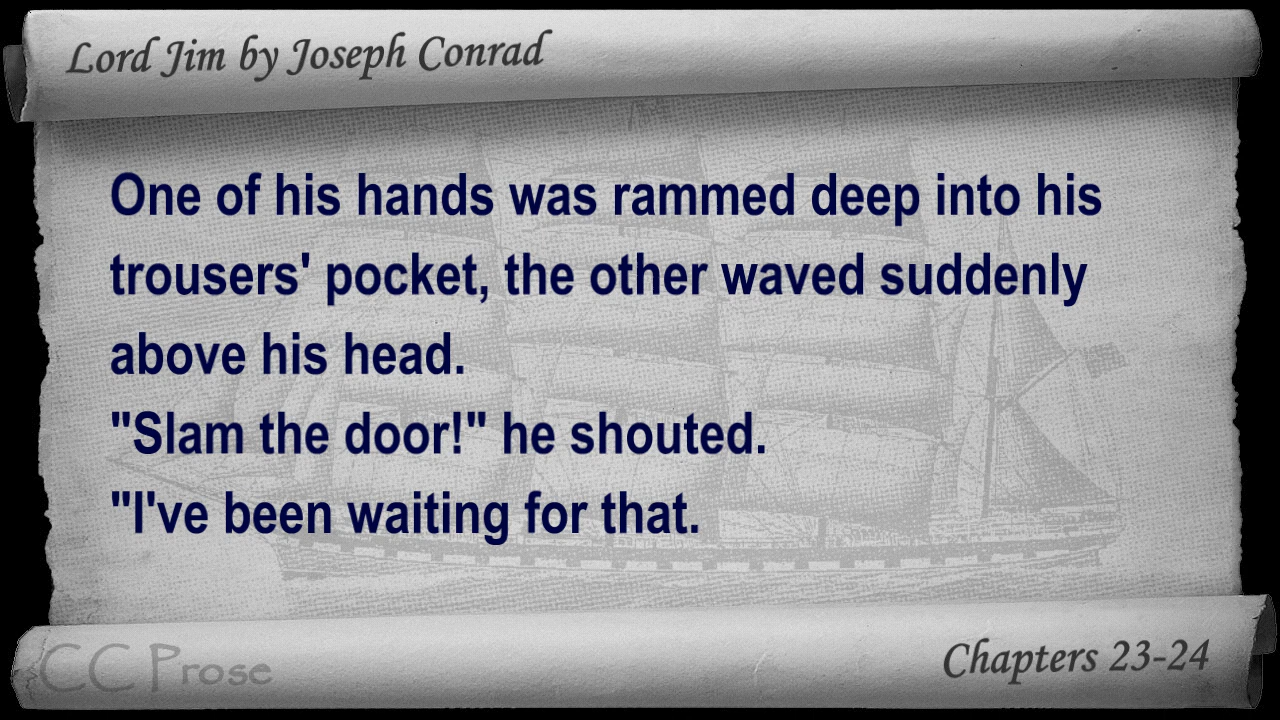 Lord Jim by Joseph Conrad
One of his hands was rammed deep into his
trousers' pocket, the other waved suddenly
above his head.
"Slam the door!" he shouted.
"I've been waiting for that.
CC Prose
Chapters 23-24